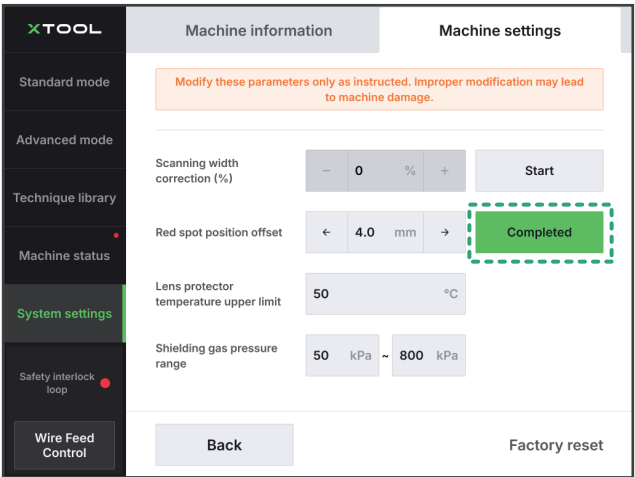 XTOOL
Machine information
Machine settings
Standard mode
Advanced mode
Technique library
Machine status
System settings
Safety interlock
loop
Wire Feed
Control
Modify these parameters only as instructed. Improper modification may lead
to machine damage.
Scanning width
correction (%)
− 0 % +
Start
Red spot position offset
← 4.0 mm →
Completed
Lens protector
temperature upper limit
50 °C
Shielding gas pressure
range
50 kPa ~ 800 kPa
Back
Factory reset